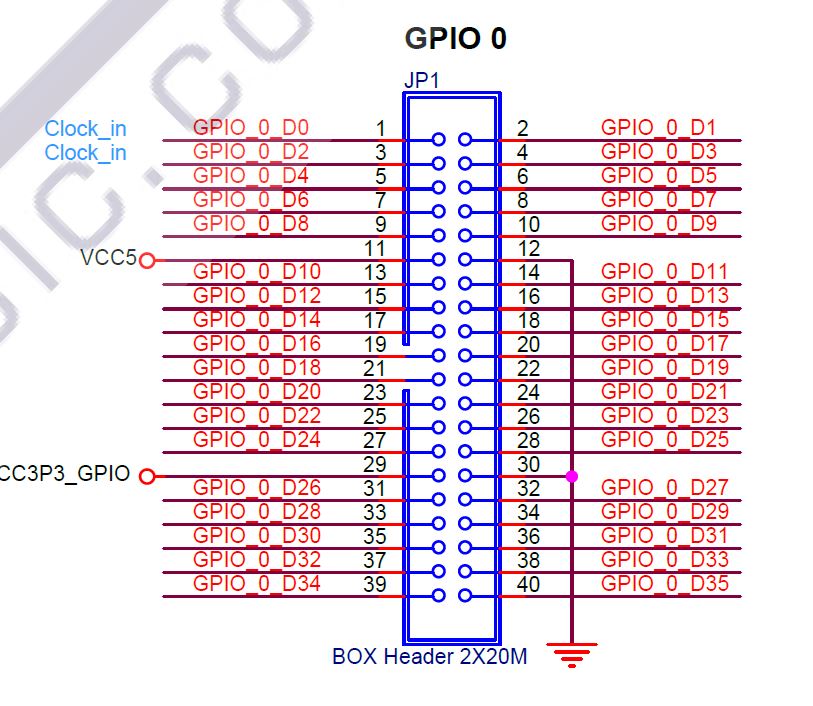 GPIO 0
JP1
Clock_in GPIO_0_D0 1 2 GPIO_0_D1
Clock_in GPIO_0_D2 3 4 GPIO_0_D3
GPIO_0_D4 5 6 GPIO_0_D5
GPIO_0_D6 7 8 GPIO_0_D7
GPIO_0_D8 9 10 GPIO_0_D9
VCC5 11 12
GPIO_0_D10 13 14 GPIO_0_D11
GPIO_0_D12 15 16 GPIO_0_D13
GPIO_0_D14 17 18 GPIO_0_D15
GPIO_0_D16 19 20 GPIO_0_D17
GPIO_0_D18 21 22 GPIO_0_D19
GPIO_0_D20 23 24 GPIO_0_D21
GPIO_0_D22 25 26 GPIO_0_D23
GPIO_0_D24 27 28 GPIO_0_D25
CC3P3_GPIO 29 30
GPIO_0_D26 31 32 GPIO_0_D27
GPIO_0_D28 33 34 GPIO_0_D29
GPIO_0_D30 35 36 GPIO_0_D31
GPIO_0_D32 37 38 GPIO_0_D33
GPIO_0_D34 39 40 GPIO_0_D35
BOX Header 2X20M